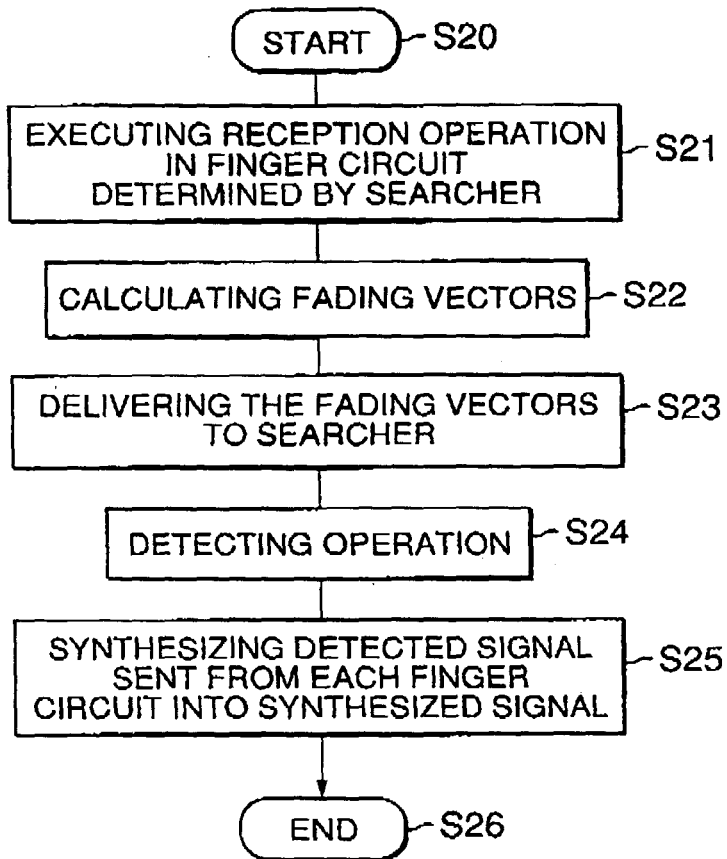 START
S20
EXECUTING RECEPTION OPERATION
IN FINGER CIRCUIT
DETERMINED BY SEARCHER
S21
CALCULATING FADING VECTORS
S22
DELIVERING THE FADING VECTORS
TO SEARCHER
S23
DETECTING OPERATION
S24
SYNTHESIZING DETECTED SIGNAL
SENT FROM EACH FINGER
CIRCUIT INTO SYNTHESIZED SIGNAL
S25
END
S26